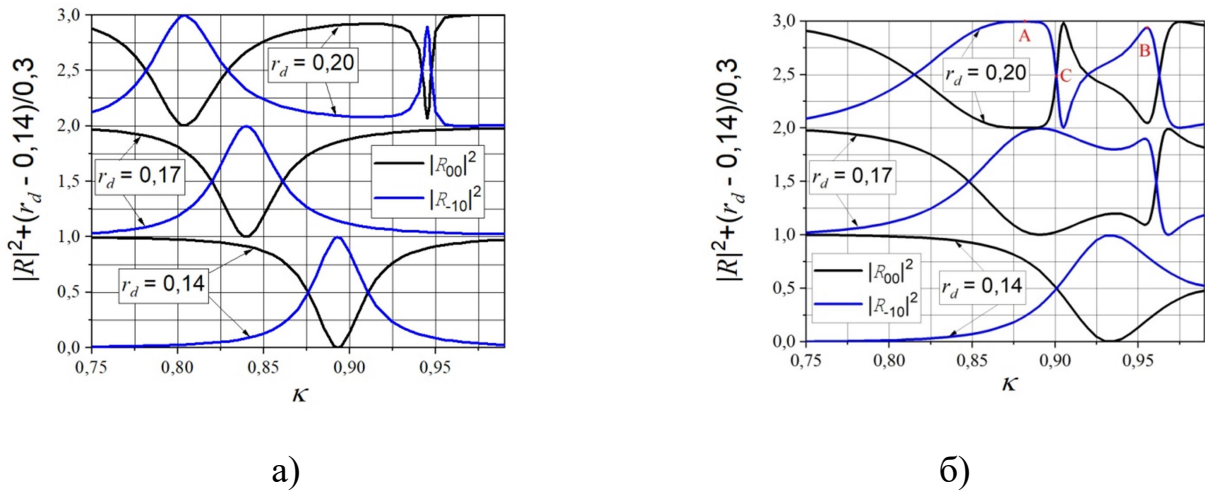 |R|²+(r_d - 0,14)/0,3
3,0
2,5
2,0
1,5
1,0
0,5
0,0
r_d = 0,20
r_d = 0,17
r_d = 0,14
|R₀₀|²
|R₋₁₀|²
0,75
0,80
0,85
0,90
0,95
κ
а)
|R|²+(r_d - 0,14)/0,3
3,0
2,5
2,0
1,5
1,0
0,5
0,0
A
B
C
r_d = 0,20
r_d = 0,17
r_d = 0,14
|R₀₀|²
|R₋₁₀|²
0,75
0,80
0,85
0,90
0,95
κ
б)